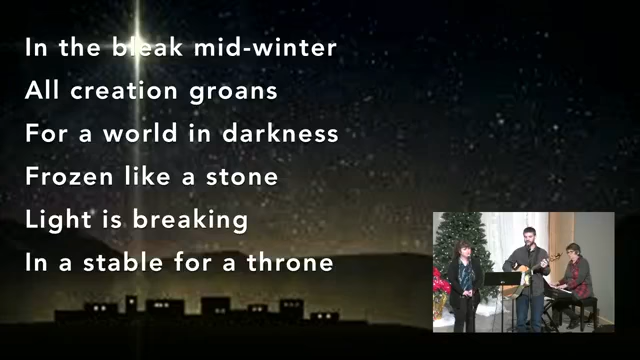 In the bleak mid-winter
All creation groans
For a world in darkness
Frozen like a stone
Light is breaking
In a stable for a throne